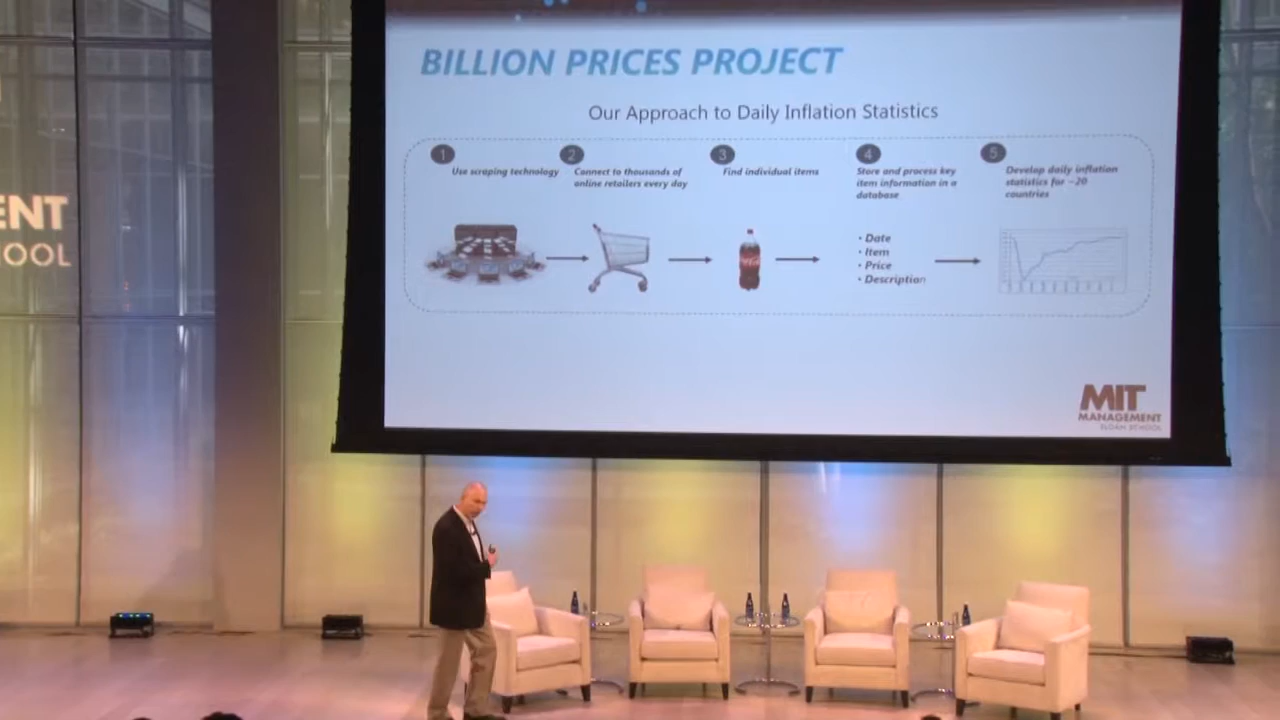 BILLION PRICES PROJECT
Our Approach to Daily Inflation Statistics
1
Use scraping technology
2
Connect to thousands of
online retailers every day
3
Find individual items
4
Store and process key
item information in a
database
• Date
• Item
• Price
• Description
5
Develop daily inflation
statistics for ~20
countries
Coca-Cola
MIT
MANAGEMENT
SLOAN SCHOOL
ENT
OOL